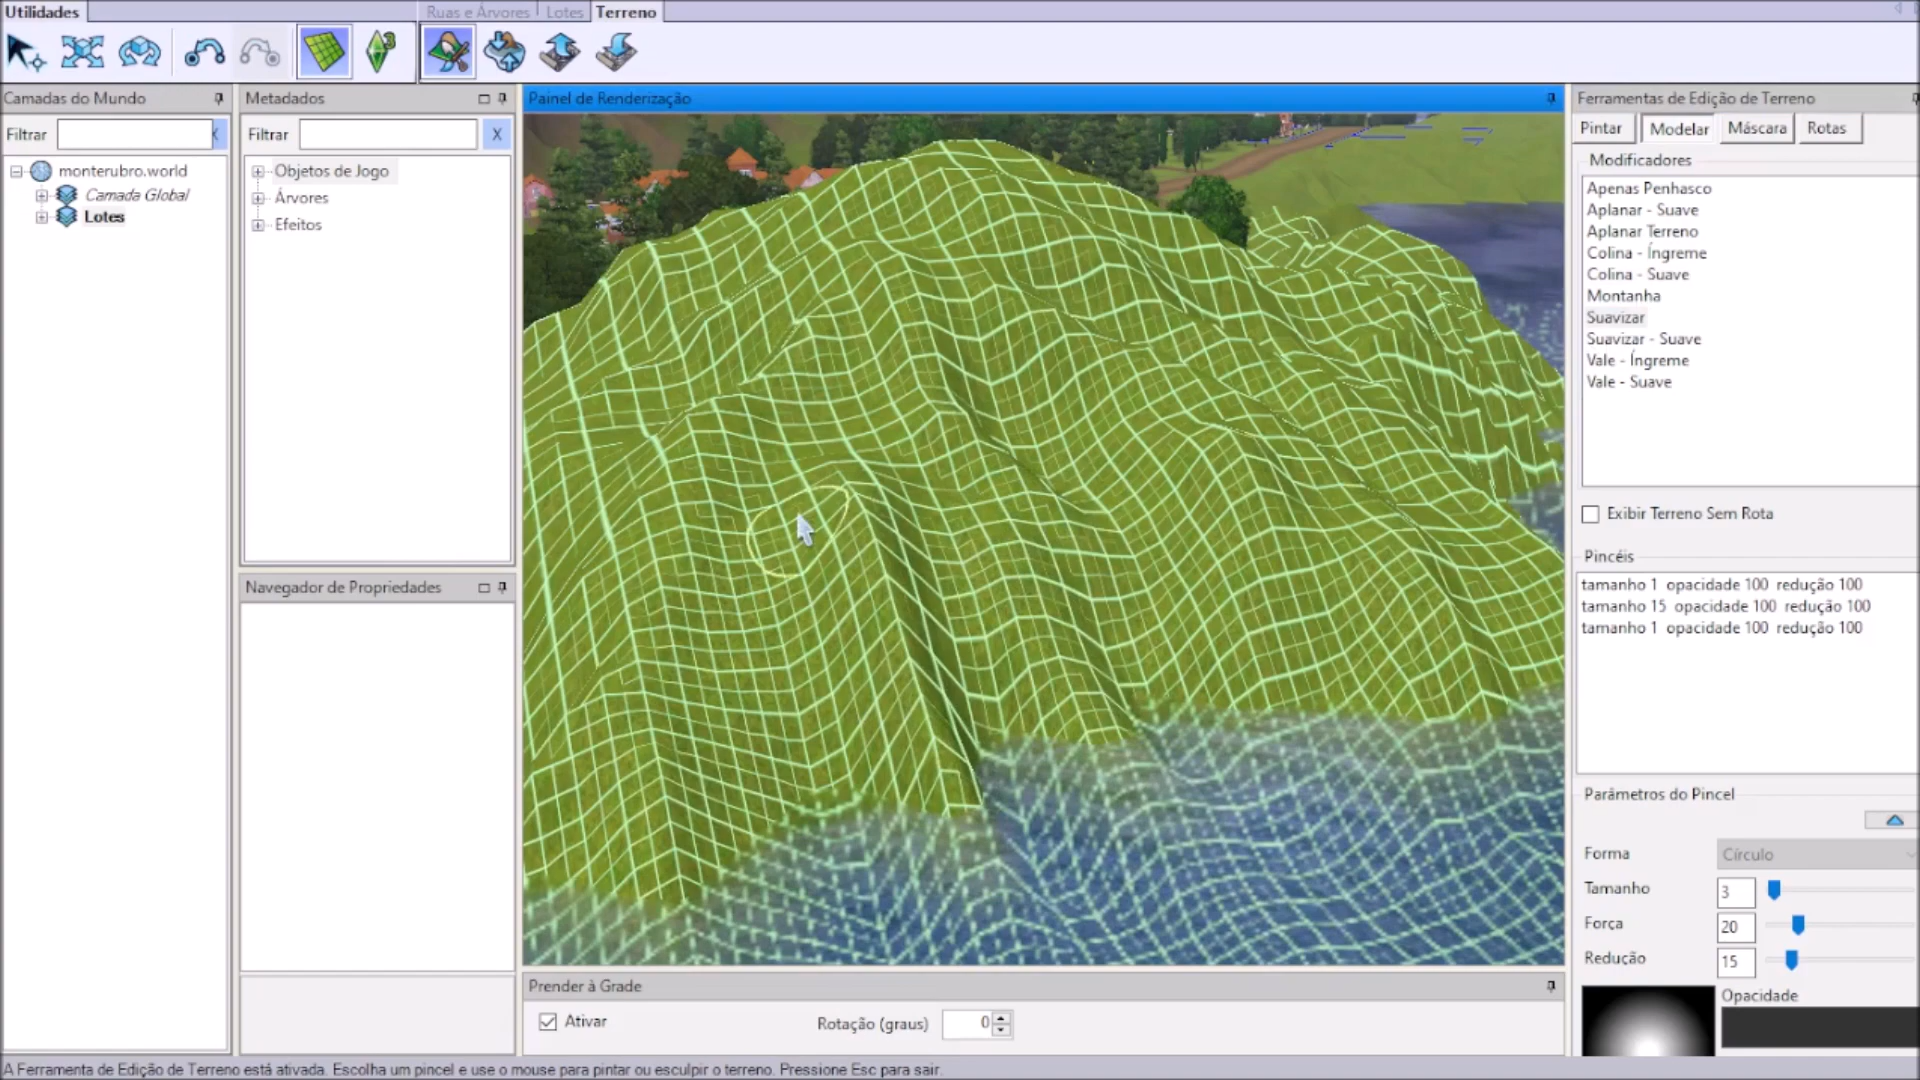 Utilidades
Ruas e Árvores
Lotes
Terreno
3
Camadas do Mundo
Filtrar
monterubro.world
Camada Global
Lotes
Metadados
Filtrar
X
Objetos de Jogo
Árvores
Efeitos
Navegador de Propriedades
Painel de Renderização
Prender à Grade
Ativar
Rotação (graus)
0
Ferramentas de Edição de Terreno
Pintar
Modelar
Máscara
Rotas
Modificadores
Apenas Penhasco
Aplanar - Suave
Aplanar Terreno
Colina - Íngreme
Colina - Suave
Montanha
Suavizar
Suavizar - Suave
Vale - Íngreme
Vale - Suave
Exibir Terreno Sem Rota
Pincéis
tamanho 1 opacidade 100 redução 100
tamanho 15 opacidade 100 redução 100
tamanho 1 opacidade 100 redução 100
Parâmetros do Pincel
Forma
Círculo
Tamanho
3
Força
20
Redução
15
Opacidade
A Ferramenta de Edição de Terreno está ativada. Escolha um pincel e use o mouse para pintar ou esculpir o terreno. Pressione Esc para sair.